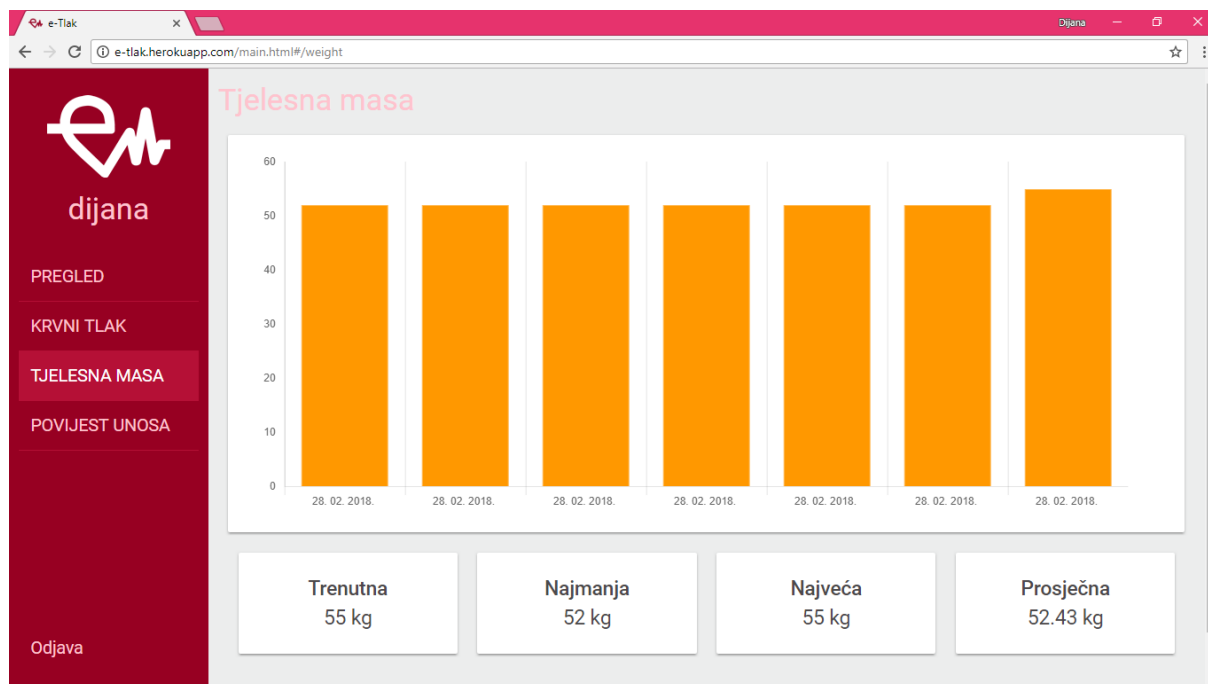 e-Tlak
Dijana
e-tlak.herokuapp.com/main.html#/weight
dijana
PREGLED
KRVNI TLAK
TJELESNA MASA
POVIJEST UNOSA
Odjava
Tjelesna masa
60
50
40
30
20
10
0
28. 02. 2018. 28. 02. 2018. 28. 02. 2018. 28. 02. 2018. 28. 02. 2018. 28. 02. 2018. 28. 02. 2018.
Trenutna
55 kg
Najmanja
52 kg
Najveća
55 kg
Prosječna
52.43 kg